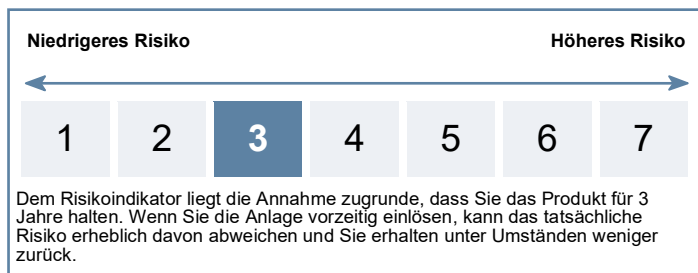 Niedrigeres Risiko Höheres Risiko
1 2 3 4 5 6 7
Dem Risikoindikator liegt die Annahme zugrunde, dass Sie das Produkt für 3
Jahre halten. Wenn Sie die Anlage vorzeitig einlösen, kann das tatsächliche
Risiko erheblich davon abweichen und Sie erhalten unter Umständen weniger
zurück.